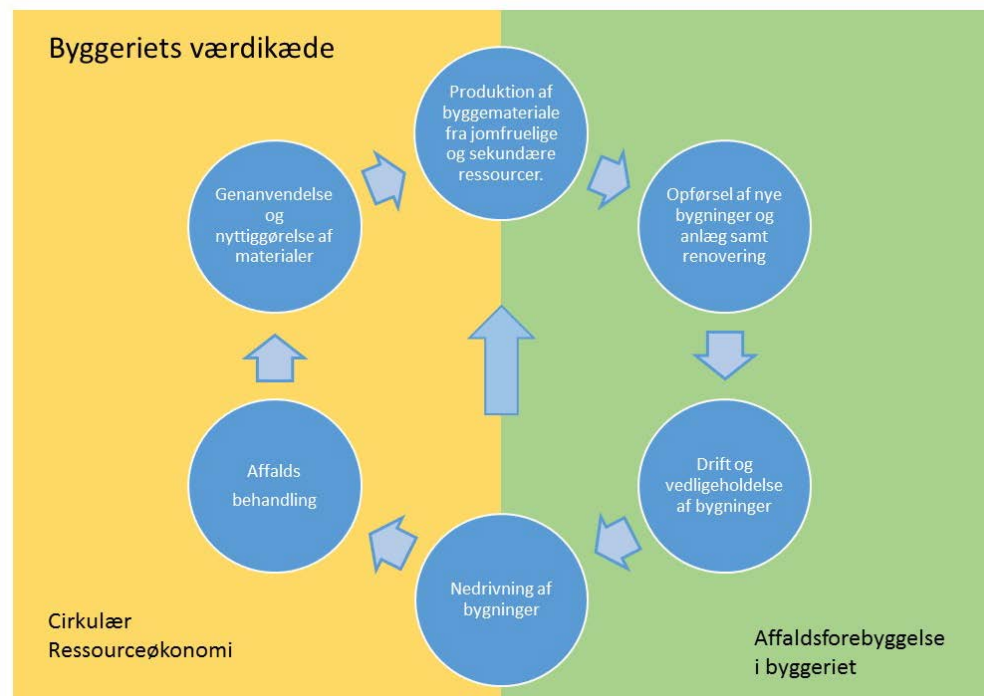 Byggeriets værdikæde
Produktion af
byggemateriale
fra jomfruelige
og sekundære
ressourcer.
Opførsel af nye
bygninger og
anlæg samt
renovering
Drift og
vedligeholdelse
af bygninger
Nedrivning af
bygninger
Affalds
behandling
Genanvendelse
og
nyttiggørelse af
materialer
Cirkulær
Ressourceøkonomi
Affaldsforebyggelse
i byggeriet